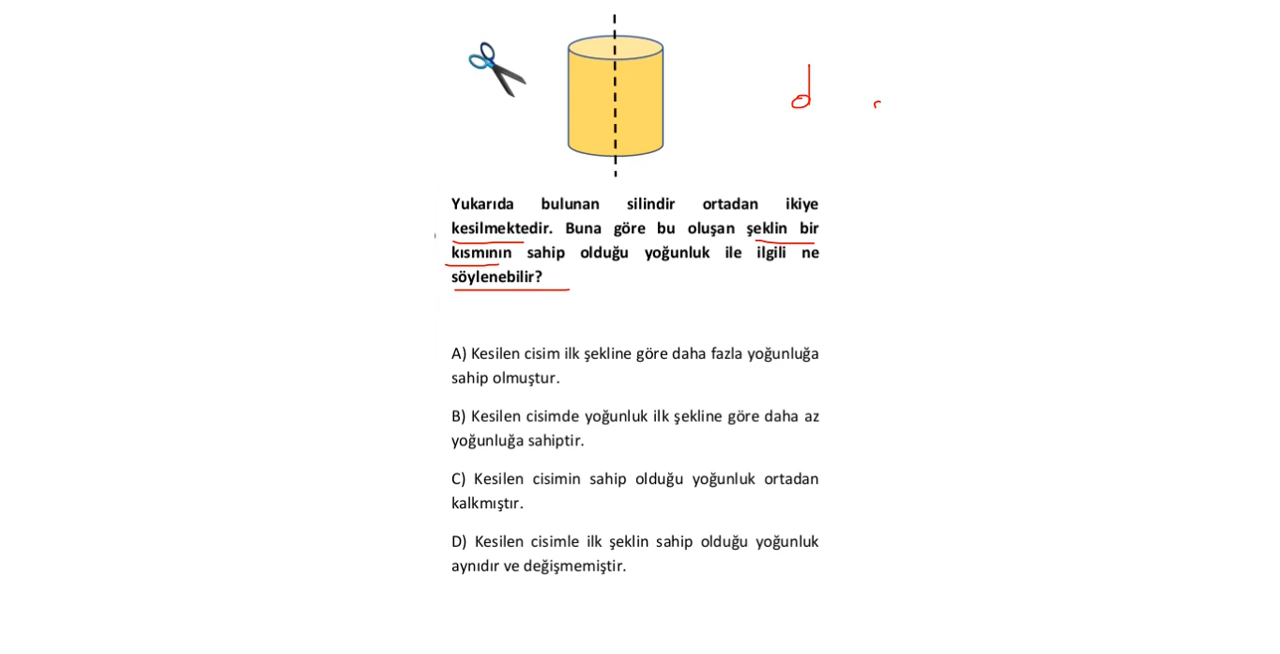 d
Yukarıda bulunan silindir ortadan ikiye
kesilmektedir. Buna göre bu oluşan şeklin bir
kısmının sahip olduğu yoğunluk ile ilgili ne
söylenebilir?
A) Kesilen cisim ilk şekline göre daha fazla yoğunluğa
sahip olmuştur.
B) Kesilen cisimde yoğunluk ilk şekline göre daha az
yoğunluğa sahiptir.
C) Kesilen cisimin sahip olduğu yoğunluk ortadan
kalkmıştır.
D) Kesilen cisimle ilk şeklin sahip olduğu yoğunluk
aynıdır ve değişmemiştir.